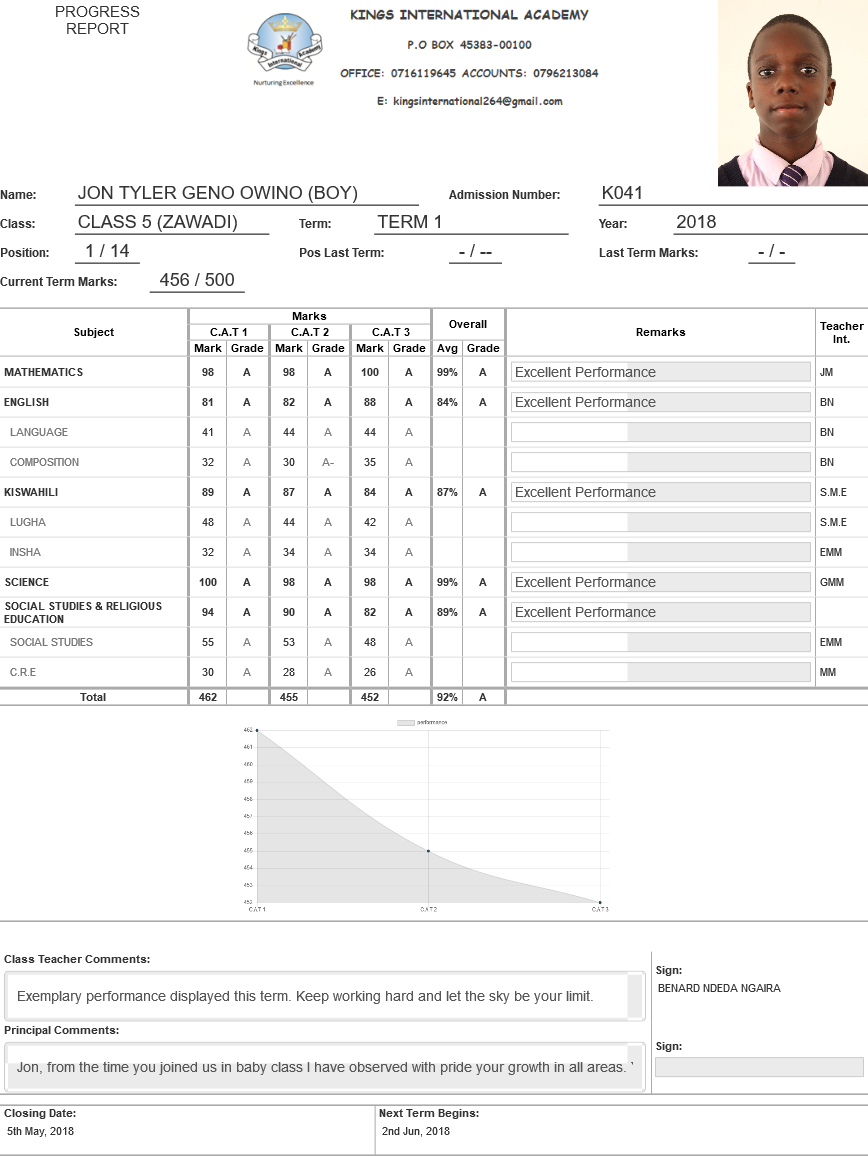 PROGRESS
REPORT
Kings International Academy
Nurturing Excellence
KINGS INTERNATIONAL ACADEMY
P.O BOX 45383-00100
OFFICE: 0716119645 ACCOUNTS: 0796213084
E: kingsinternational264@gmail.com
Name: JON TYLER GENO OWINO (BOY) Admission Number: K041
Class: CLASS 5 (ZAWADI) Term: TERM 1 Year: 2018
Position: 1 / 14 Pos Last Term: - / -- Last Term Marks: - / -
Current Term Marks: 456 / 500
Subject Marks Overall Remarks Teacher Int.
C.A.T 1 C.A.T 2 C.A.T 3
Mark Grade Mark Grade Mark Grade Avg Grade
MATHEMATICS 98 A 98 A 100 A 99% A Excellent Performance JM
ENGLISH 81 A 82 A 88 A 84% A Excellent Performance BN
LANGUAGE 41 A 44 A 44 A BN
COMPOSITION 32 A 30 A- 35 A BN
KISWAHILI 89 A 87 A 84 A 87% A Excellent Performance S.M.E
LUGHA 48 A 44 A 42 A S.M.E
INSHA 32 A 34 A 34 A EMM
SCIENCE 100 A 98 A 98 A 99% A Excellent Performance GMM
SOCIAL STUDIES & RELIGIOUS
EDUCATION 94 A 90 A 82 A 89% A Excellent Performance
SOCIAL STUDIES 55 A 53 A 48 A EMM
C.R.E 30 A 28 A 26 A MM
Total 462 455 452 92% A
performance
462
461
460
459
458
457
456
455
454
453
452
CAT1 CAT2 CAT3
Class Teacher Comments:
Exemplary performance displayed this term. Keep working hard and let the sky be your limit.
Sign:
BENARD NDEDA NGAIRA
Principal Comments:
Jon, from the time you joined us in baby class I have observed with pride your growth in all areas.
Sign:
Closing Date: Next Term Begins:
5th May, 2018 2nd Jun, 2018